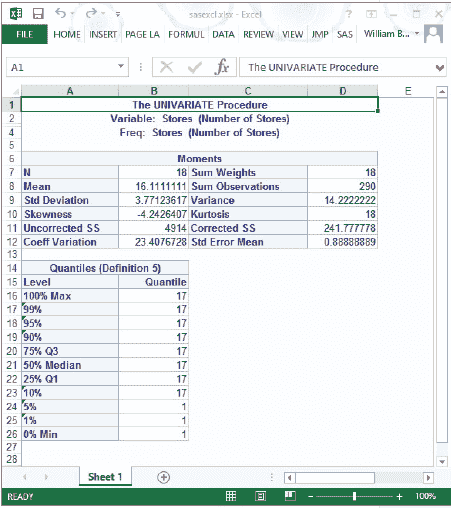 sasexcl.xlsx - Excel
FILE HOME INSERT PAGE LA FORMUL DATA REVIEW VIEW JMP SAS William B...
A1 fx The UNIVARIATE Procedure
A B C D E
1 The UNIVARIATE Procedure
2 Variable: Stores (Number of Stores)
4 Freq: Stores (Number of Stores)
5
6 Moments
7 N 18 Sum Weights 18
8 Mean 16.1111111 Sum Observations 290
9 Std Deviation 3.77123617 Variance 14.2222222
10 Skewness -4.2426407 Kurtosis 18
11 Uncorrected SS 4914 Corrected SS 241.777778
12 Coeff Variation 23.4076728 Std Error Mean 0.88888889
13
14 Quantiles (Definition 5)
15 Level Quantile
16 100% Max 17
17 99% 17
18 95% 17
19 90% 17
20 75% Q3 17
21 50% Median 17
22 25% Q1 17
23 10% 17
24 5% 1
25 1% 1
26 0% Min 1
27
28
Sheet 1
READY 100%